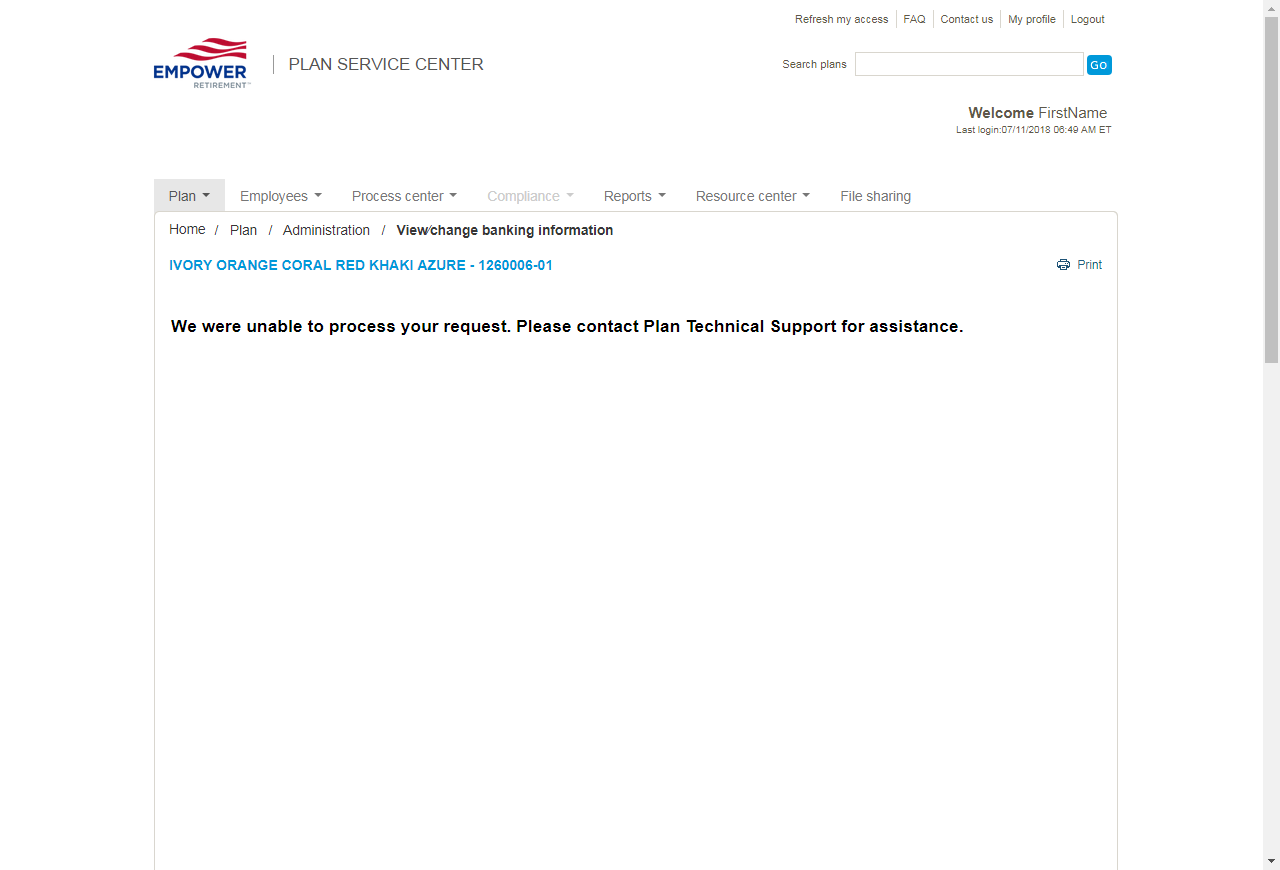 Refresh my access FAQ Contact us My profile Logout
EMPOWER
RETIREMENT™
PLAN SERVICE CENTER
Search plans Go
Welcome FirstName
Last login:07/11/2018 06:49 AM ET
Plan Employees Process center Compliance Reports Resource center File sharing
Home / Plan / Administration / View/change banking information
IVORY ORANGE CORAL RED KHAKI AZURE - 1260006-01
Print
We were unable to process your request. Please contact Plan Technical Support for assistance.